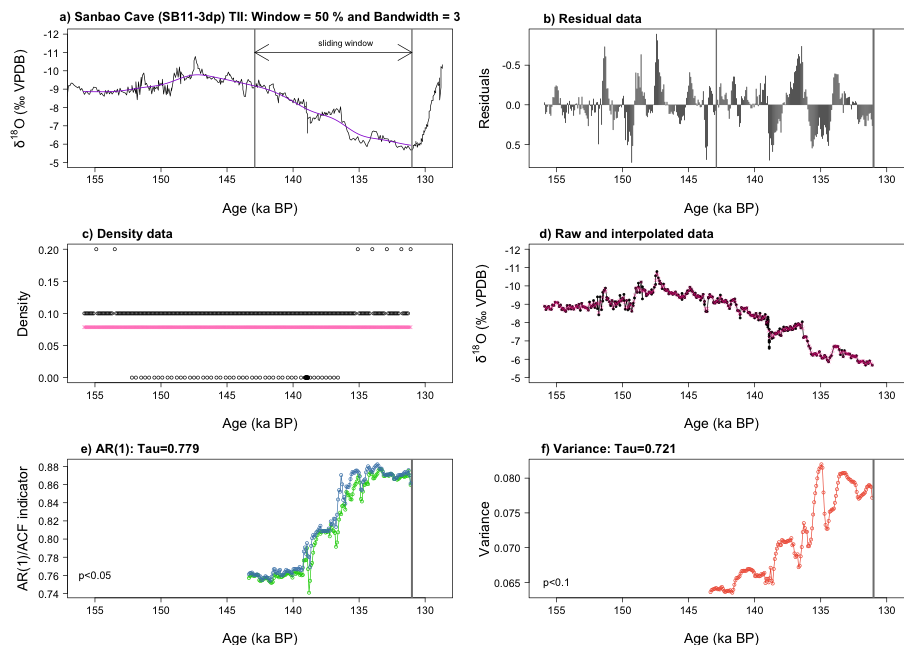 a) Sanbao Cave (SB11-3dp) TII: Window = 50 % and Bandwidth = 3
sliding window
δ18O (‰ VPDB)
-12
-11
-10
-9
-8
-7
-6
-5
155 150 145 140 135 130
Age (ka BP)
b) Residual data
Residuals
-0.5
0.0
0.5
155 150 145 140 135 130
Age (ka BP)
c) Density data
Density
0.20
0.15
0.10
0.05
0.00
155 150 145 140 135 130
Age (ka BP)
d) Raw and interpolated data
δ18O (‰ VPDB)
-12
-11
-10
-9
-8
-7
-6
-5
155 150 145 140 135 130
Age (ka BP)
e) AR(1): Tau=0.779
AR(1)/ACF indicator
0.88
0.86
0.84
0.82
0.80
0.78
0.76
0.74
p<0.05
155 150 145 140 135 130
Age (ka BP)
f) Variance: Tau=0.721
Variance
0.080
0.075
0.070
0.065
p<0.1
155 150 145 140 135 130
Age (ka BP)